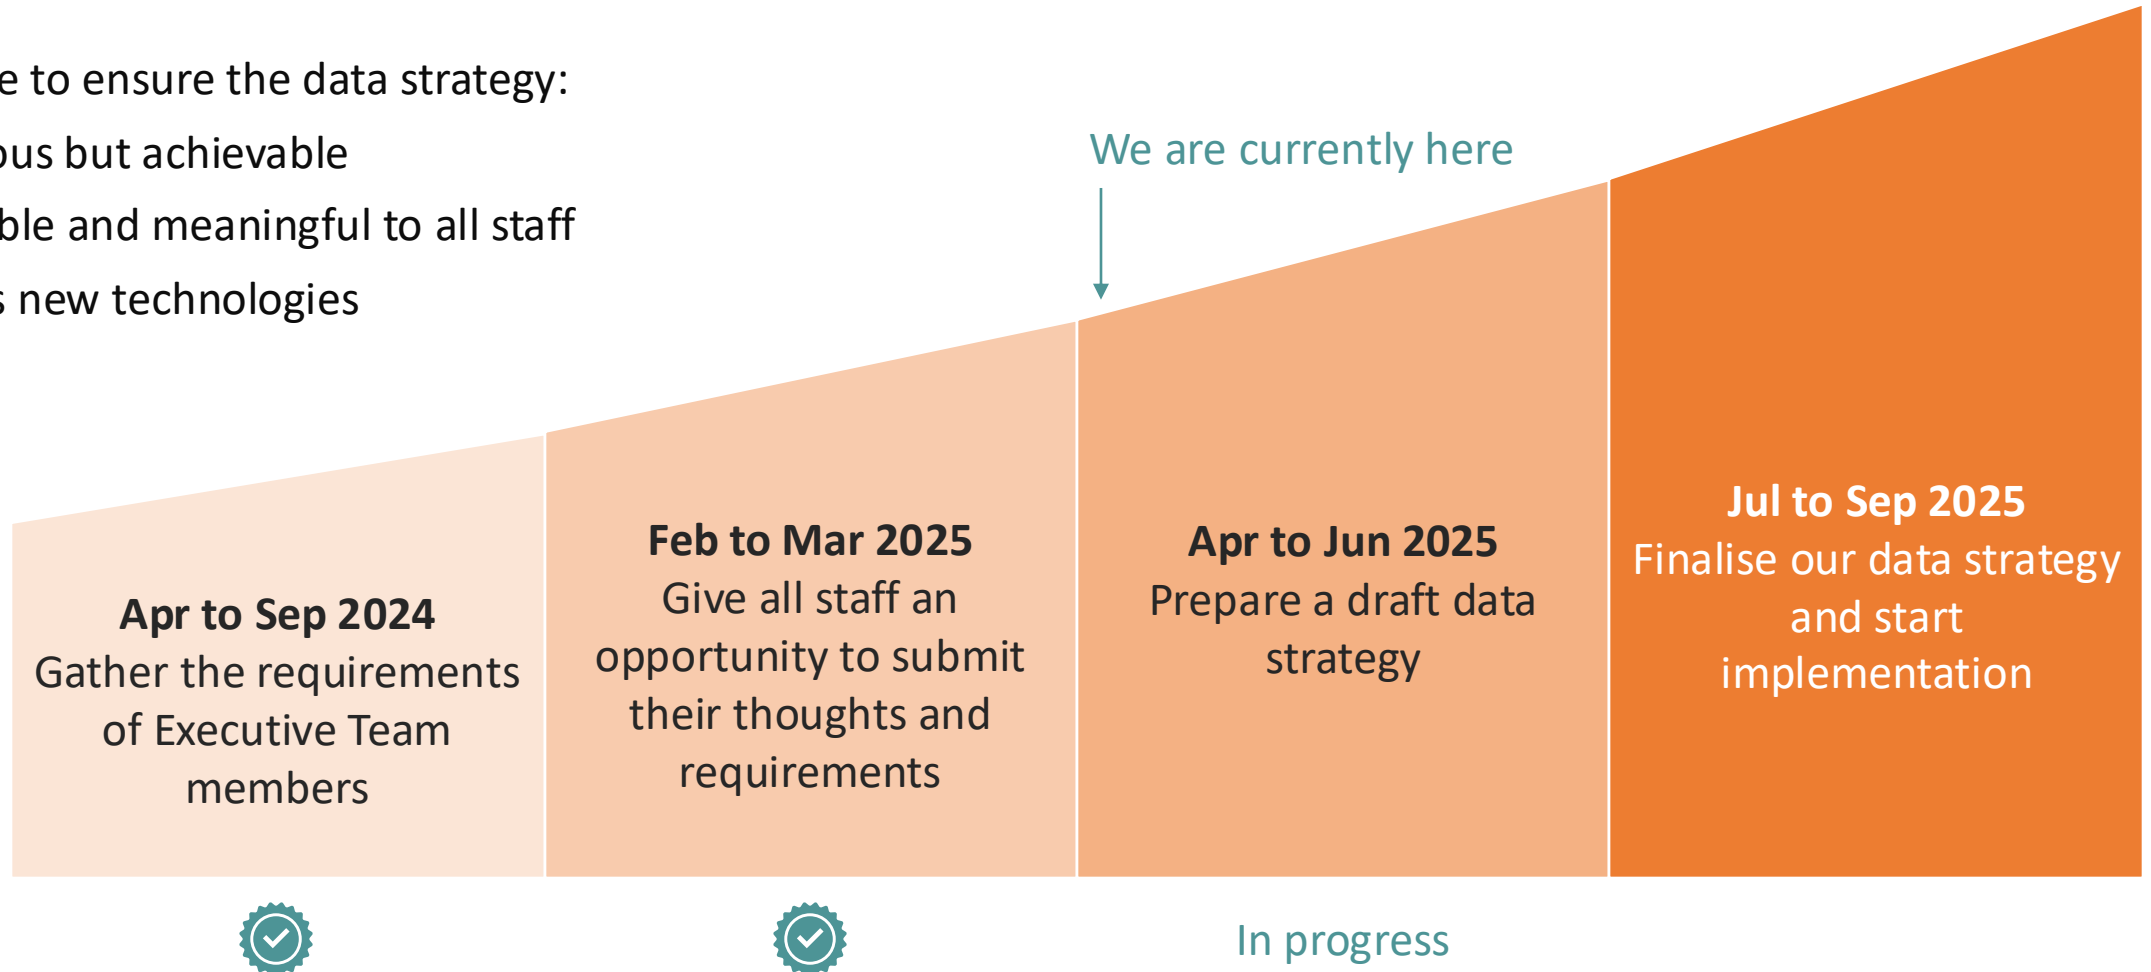 e to ensure the data strategy:
ous but achievable
ble and meaningful to all staff
s new technologies
We are currently here
Apr to Sep 2024
Gather the requirements
of Executive Team
members
Feb to Mar 2025
Give all staff an
opportunity to submit
their thoughts and
requirements
Apr to Jun 2025
Prepare a draft data
strategy
Jul to Sep 2025
Finalise our data strategy
and start
implementation
In progress